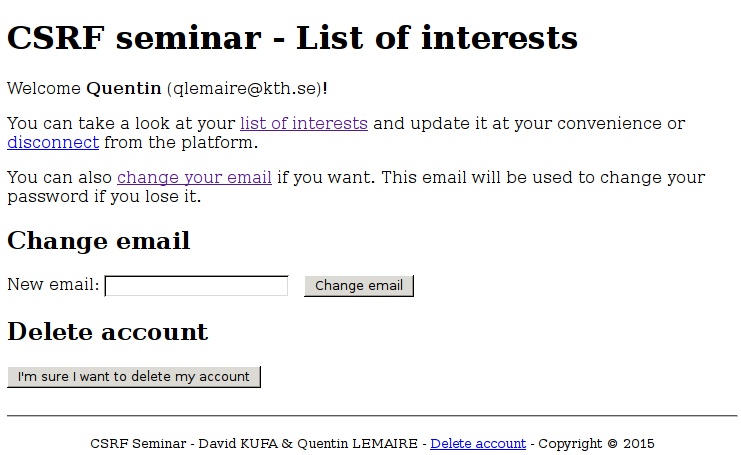 CSRF seminar - List of interests
Welcome Quentin (qlemaire@kth.se)!
You can take a look at your list of interests and update it at your convenience or
disconnect from the platform.
You can also change your email if you want. This email will be used to change your
password if you lose it.
Change email
New email: Change email
Delete account
I'm sure I want to delete my account
CSRF Seminar - David KUFA & Quentin LEMAIRE - Delete account - Copyright © 2015